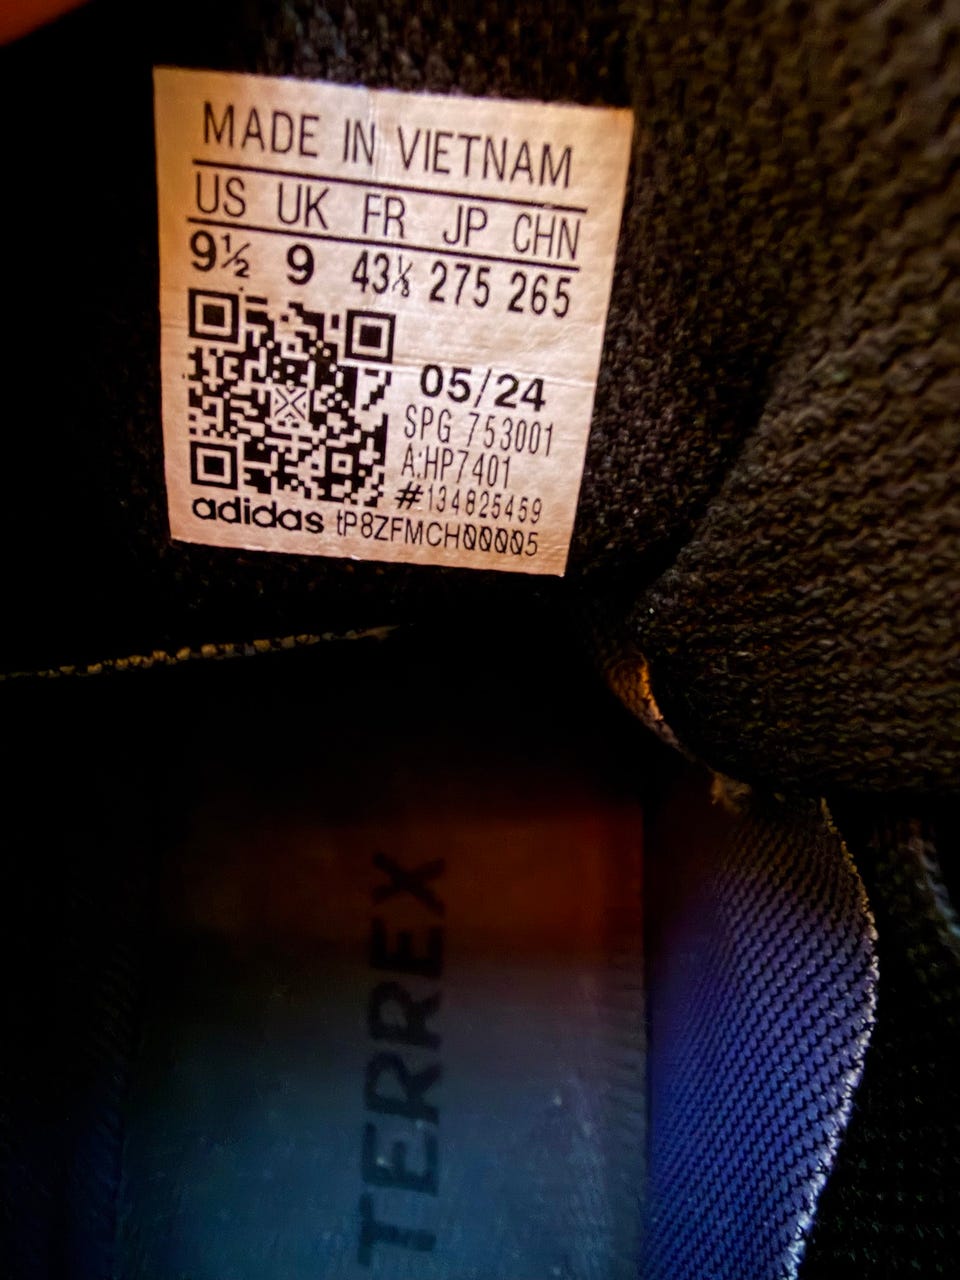 MADE IN VIETNAM
US UK FR JP CHN
9½ 9 43⅓ 275 265
05/24
SPG 753001
A:HP7401
#134825459
adidas tP8ZFMCH00005
TERREX